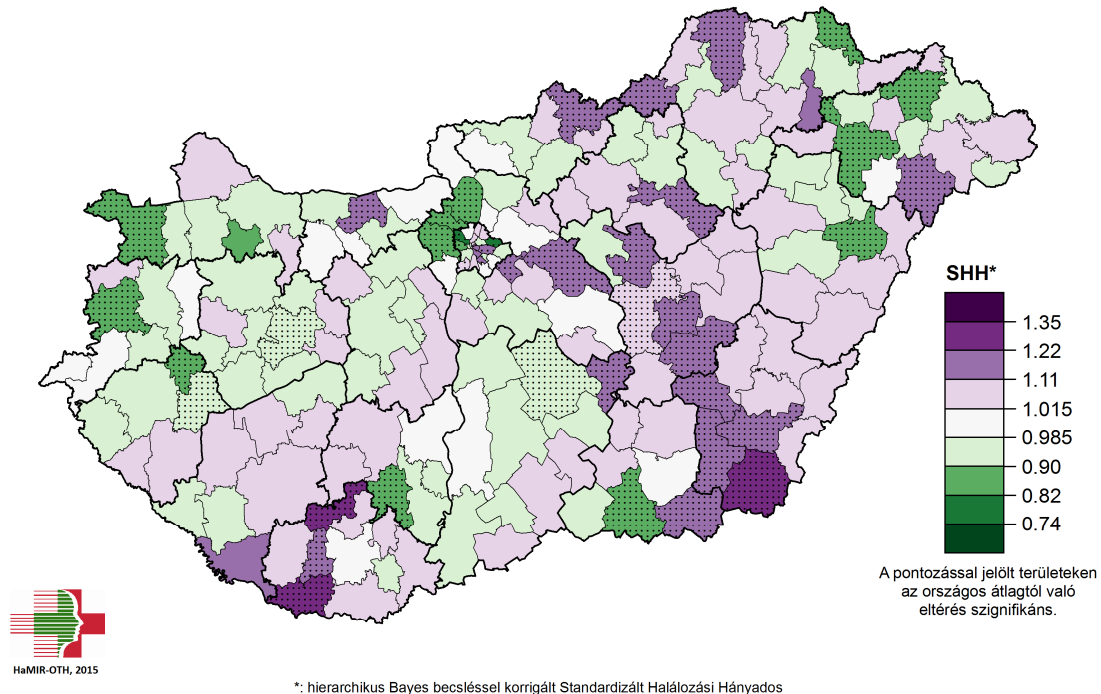 SHH*
1.35
1.22
1.11
1.015
0.985
0.90
0.82
0.74
A pontozással jelölt területeken
az országos átlagtól való
eltérés szignifikáns.
HaMIR-OTH, 2015
*: hierarchikus Bayes becsléssel korrigált Standardizált Halálozási Hányados